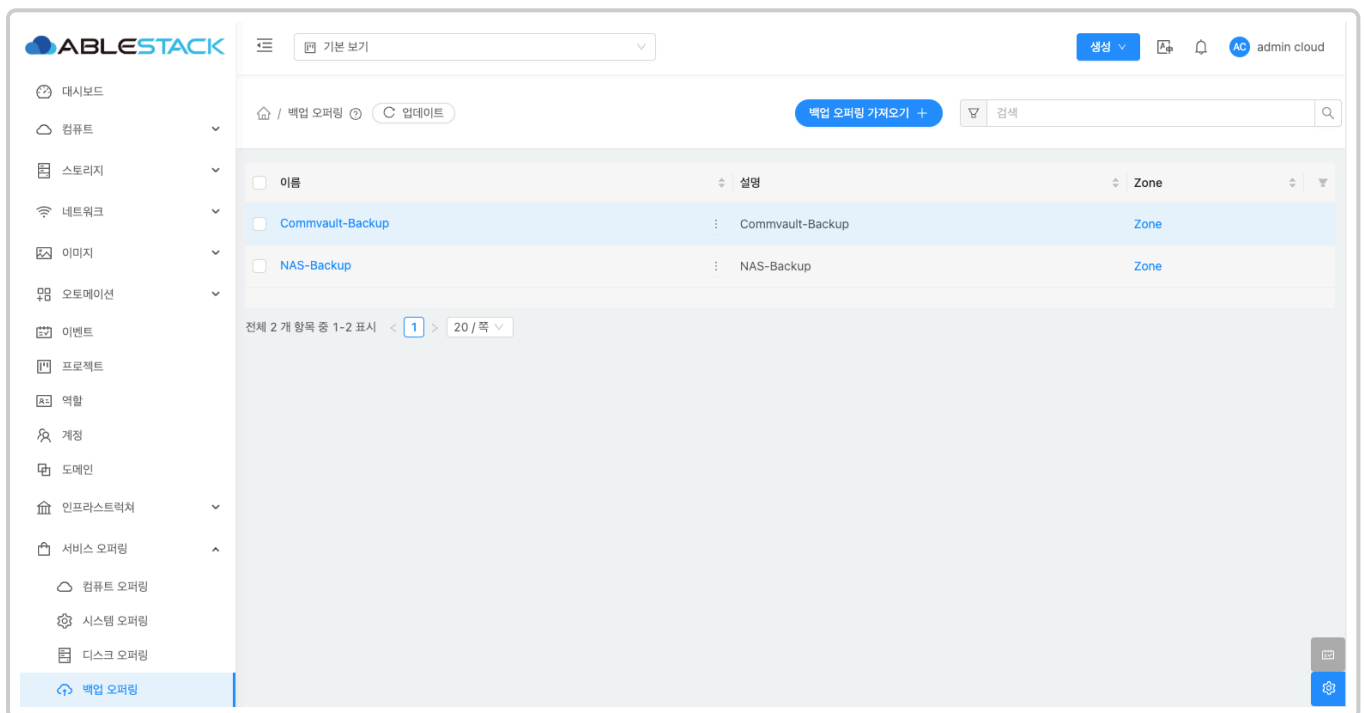 ABLESTACK
기본 보기
생성
AC
admin cloud
대시보드
컴퓨트
스토리지
네트워크
이미지
오토메이션
이벤트
프로젝트
역할
계정
도메인
인프라스트럭쳐
서비스 오퍼링
컴퓨트 오퍼링
시스템 오퍼링
디스크 오퍼링
백업 오퍼링
/ 백업 오퍼링 업데이트
백업 오퍼링 가져오기 +
검색
이름 설명 Zone
Commvault-Backup Commvault-Backup Zone
NAS-Backup NAS-Backup Zone
전체 2 개 항목 중 1-2 표시 < 1 > 20 / 쪽